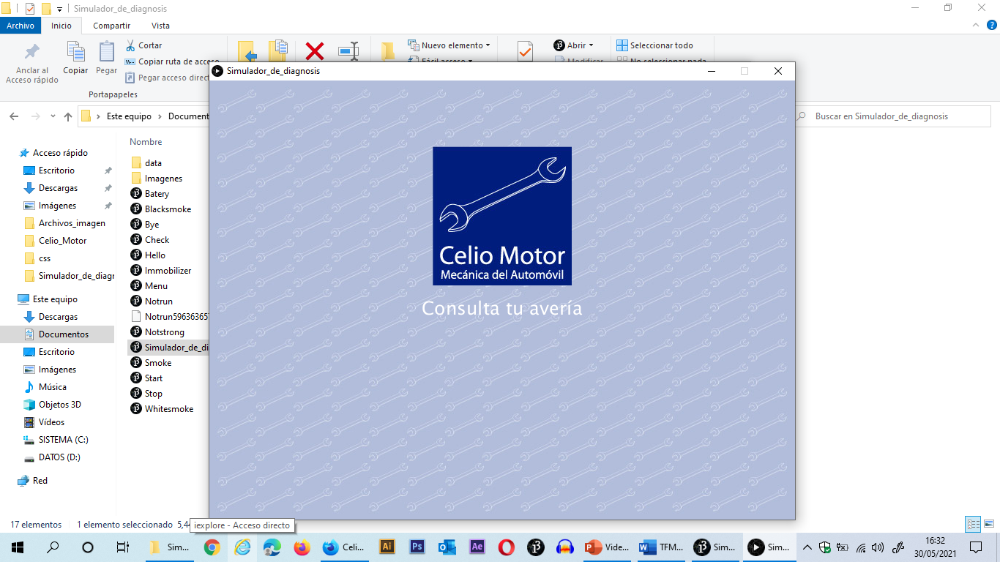 Simulador_de_diagnosis
Archivo Inicio Compartir Vista
Anclar al Acceso rápido
Copiar
Pegar
Cortar
Copiar ruta de acce
Pegar acceso direct
Portapapeles
Nuevo elemento
Fácil acceso
Abrir
Modificar
Seleccionar todo
No seleccionar nada
Simulador_de_diagnosis
Este equipo Document
Buscar en Simulador_de_diagnosis
Acceso rápido
Escritorio
Descargas
Imágenes
Archivos_imagen
Celio_Motor
css
Simulador_de_diagr
Este equipo
Descargas
Documentos
Escritorio
Imágenes
Música
Objetos 3D
Vídeos
SISTEMA (C:)
DATOS (D:)
Red
Nombre
data
Imagenes
Batery
Blacksmoke
Bye
Check
Hello
Immobilizer
Menu
Notrun
Notrun596363657
Notstrong
Simulador_de_di
Smoke
Start
Stop
Whitesmoke
Celio Motor
Mecánica del Automóvil
Consulta tu avería
17 elementos 1 elemento seleccionado 5,44
iexplore - Acceso directo
Sim... Celi... Ai Ps Ae Vide... TFM... Sim... Sim...
16:32
30/05/2021